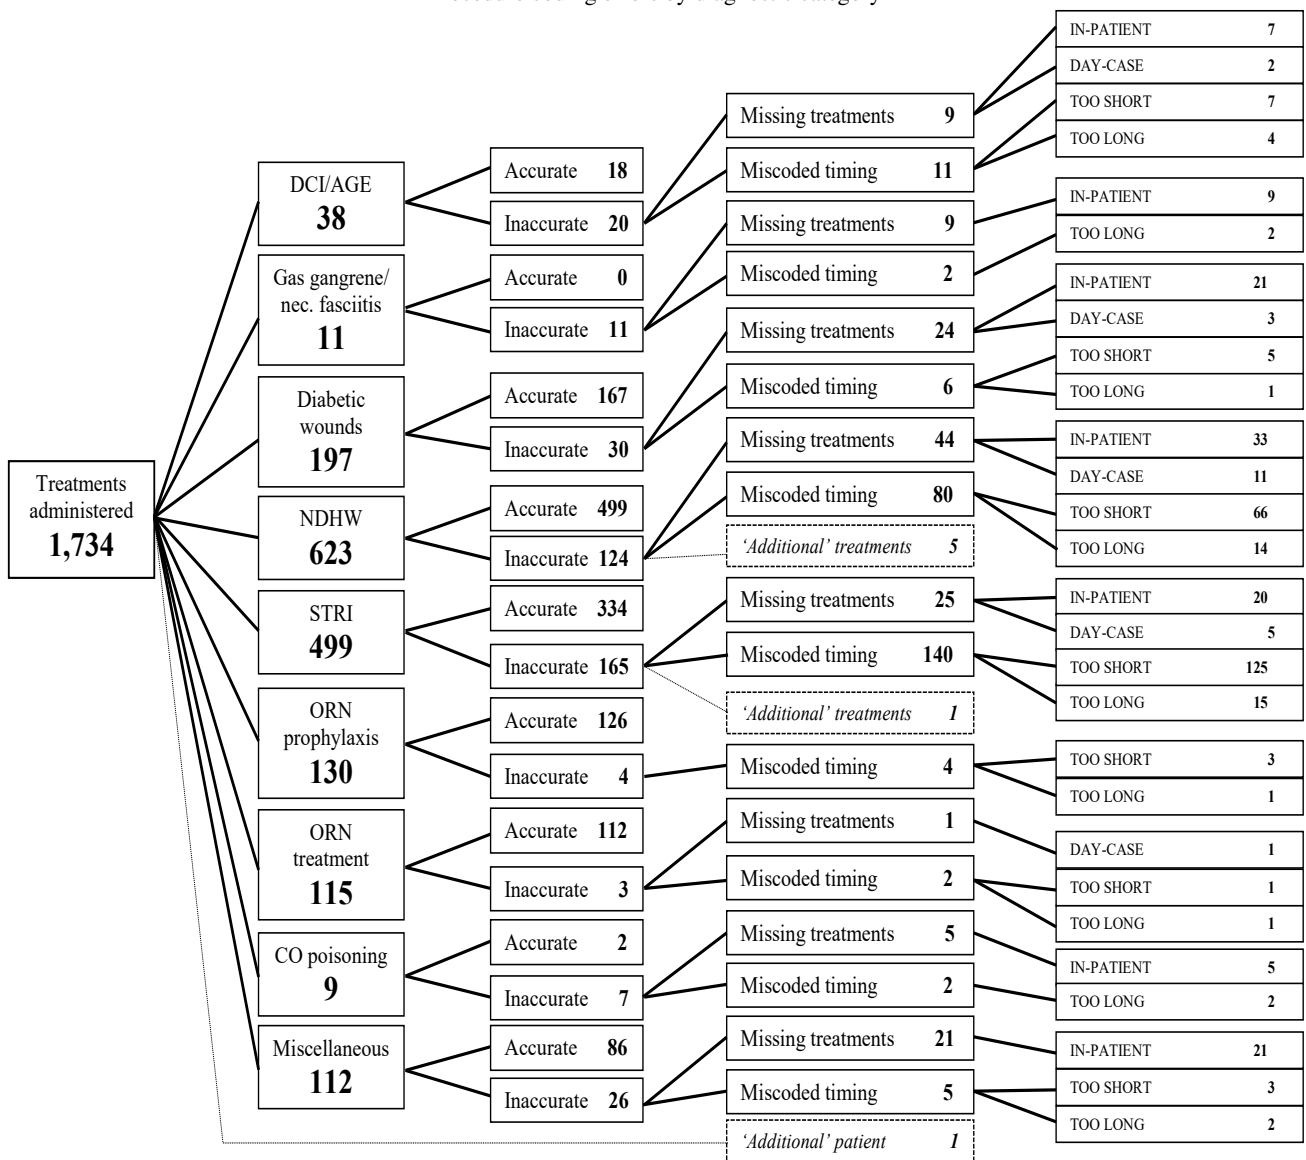 Treatments
administered
1,734
DCI/AGE
38
Accurate 18
Inaccurate 20
Missing treatments 9
Miscoded timing 11
IN-PATIENT 7
DAY-CASE 2
TOO SHORT 7
TOO LONG 4
Gas gangrene/
nec. fasciitis
11
Accurate 0
Inaccurate 11
Missing treatments 9
Miscoded timing 2
IN-PATIENT 9
TOO LONG 2
Diabetic
wounds
197
Accurate 167
Inaccurate 30
Missing treatments 24
Miscoded timing 6
IN-PATIENT 21
DAY-CASE 3
TOO SHORT 5
TOO LONG 1
NDHW
623
Accurate 499
Inaccurate 124
Missing treatments 44
Miscoded timing 80
'Additional' treatments 5
IN-PATIENT 33
DAY-CASE 11
TOO SHORT 66
TOO LONG 14
STRI
499
Accurate 334
Inaccurate 165
Missing treatments 25
Miscoded timing 140
'Additional' treatments 1
IN-PATIENT 20
DAY-CASE 5
TOO SHORT 125
TOO LONG 15
ORN
prophylaxis
130
Accurate 126
Inaccurate 4
Miscoded timing 4
TOO SHORT 3
TOO LONG 1
ORN
treatment
115
Accurate 112
Inaccurate 3
Missing treatments 1
Miscoded timing 2
DAY-CASE 1
TOO SHORT 1
TOO LONG 1
CO poisoning
9
Accurate 2
Inaccurate 7
Missing treatments 5
Miscoded timing 2
IN-PATIENT 5
TOO LONG 2
Miscellaneous
112
Accurate 86
Inaccurate 26
Missing treatments 21
Miscoded timing 5
IN-PATIENT 21
TOO SHORT 3
TOO LONG 2
'Additional' patient 1